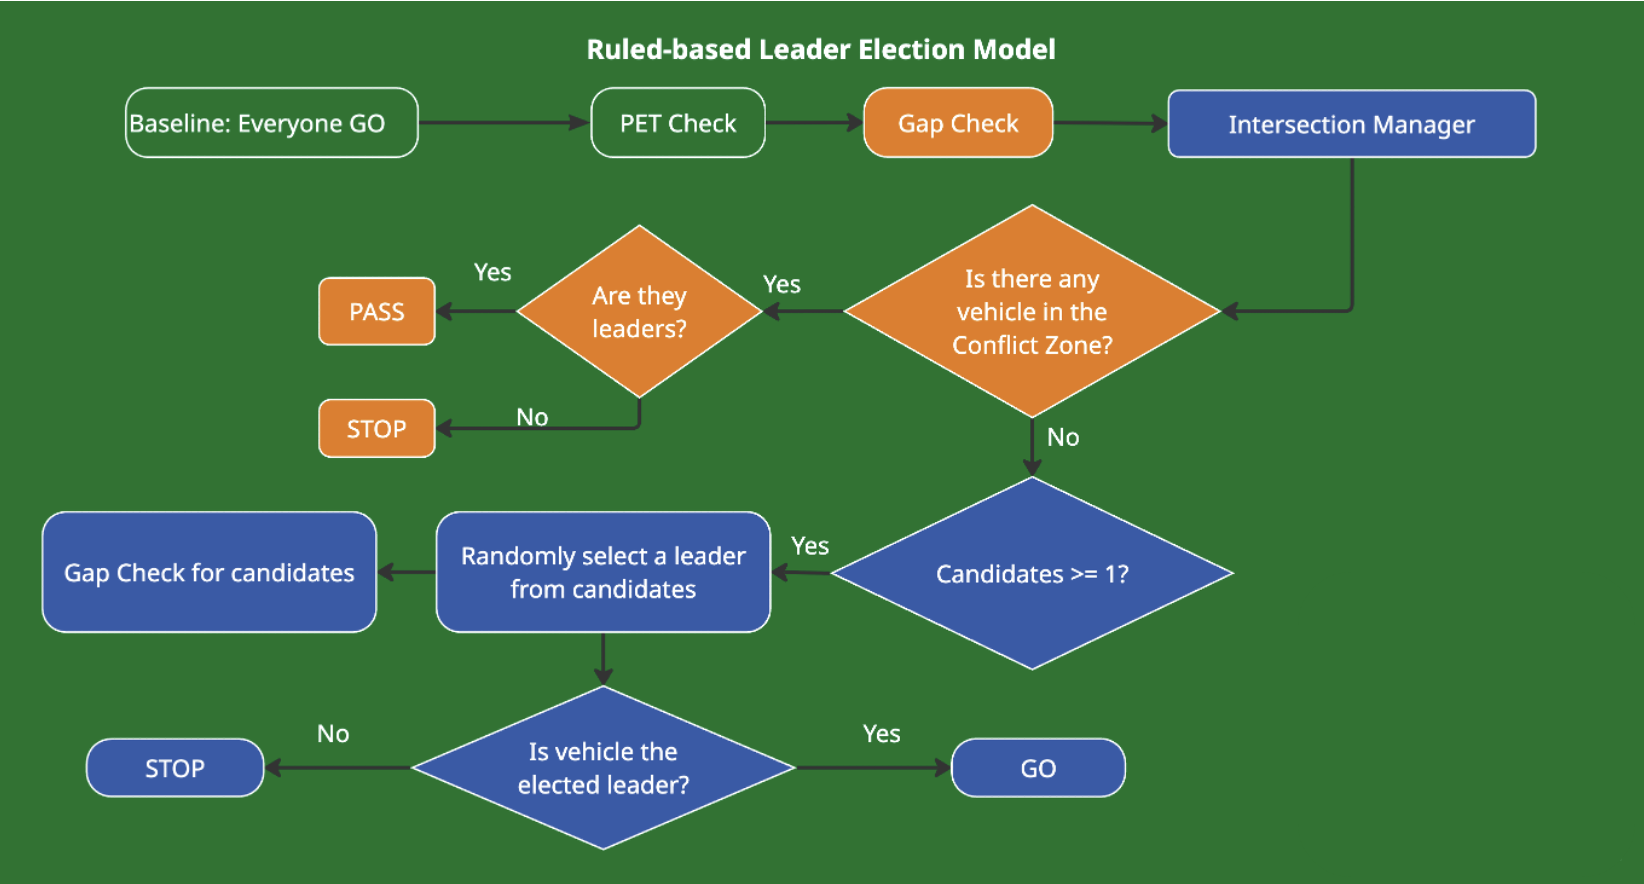 Ruled-based Leader Election Model
Baseline: Everyone GO
PET Check
Gap Check
Intersection Manager
Is there any
vehicle in the
Conflict Zone?
Yes
Are they
leaders?
Yes
PASS
No
STOP
No
Candidates >= 1?
Yes
Randomly select a leader
from candidates
Gap Check for candidates
Is vehicle the
elected leader?
No
STOP
Yes
GO